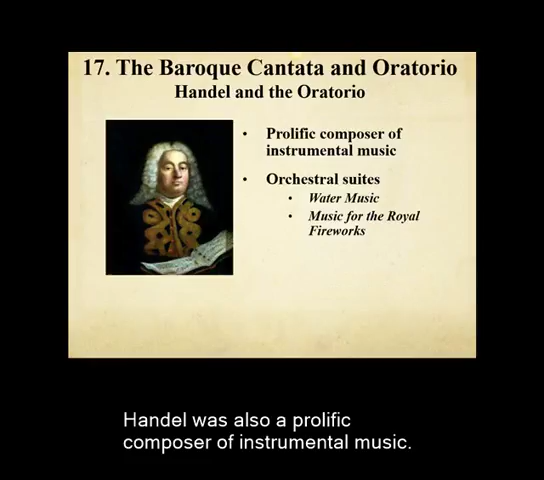 17. The Baroque Cantata and Oratorio
Handel and the Oratorio
• Prolific composer of
instrumental music
• Orchestral suites
• Water Music
• Music for the Royal
Fireworks
Handel was also a prolific
composer of instrumental music.